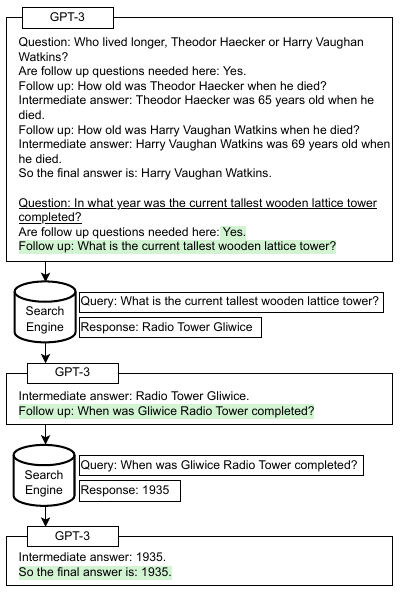 GPT-3
Question: Who lived longer, Theodor Haecker or Harry Vaughan
Watkins?
Are follow up questions needed here: Yes.
Follow up: How old was Theodor Haecker when he died?
Intermediate answer: Theodor Haecker was 65 years old when he
died.
Follow up: How old was Harry Vaughan Watkins when he died?
Intermediate answer: Harry Vaughan Watkins was 69 years old when
he died.
So the final answer is: Harry Vaughan Watkins.
Question: In what year was the current tallest wooden lattice tower
completed?
Are follow up questions needed here: Yes.
Follow up: What is the current tallest wooden lattice tower?
Search
Engine
Query: What is the current tallest wooden lattice tower?
Response: Radio Tower Gliwice
GPT-3
Intermediate answer: Radio Tower Gliwice.
Follow up: When was Gliwice Radio Tower completed?
Search
Engine
Query: When was Gliwice Radio Tower completed?
Response: 1935
GPT-3
Intermediate answer: 1935.
So the final answer is: 1935.